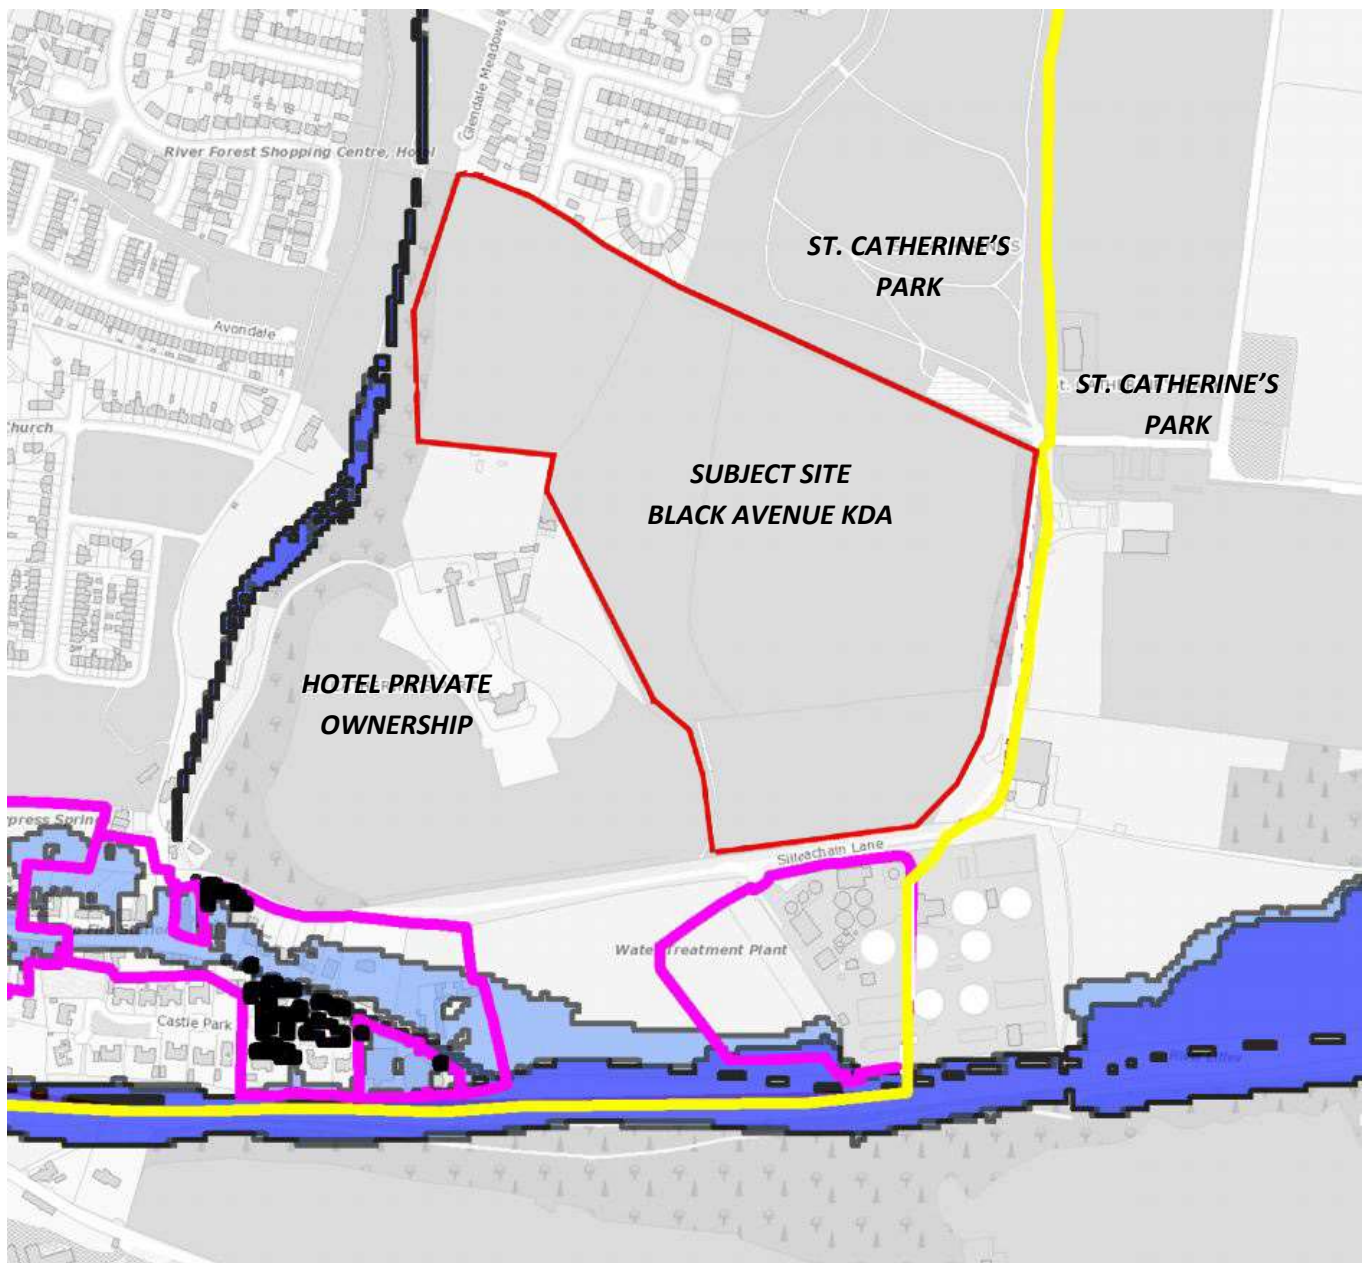 Glendale Meadows
River Forest Shopping Centre, Hotel
ST. CATHERINE'S
PARK
Avondale
ST. CATHERINE'S
PARK
Church
SUBJECT SITE
BLACK AVENUE KDA
HOTEL PRIVATE
OWNERSHIP
Silleachain Lane
Water Treatment Plant
Castle Park